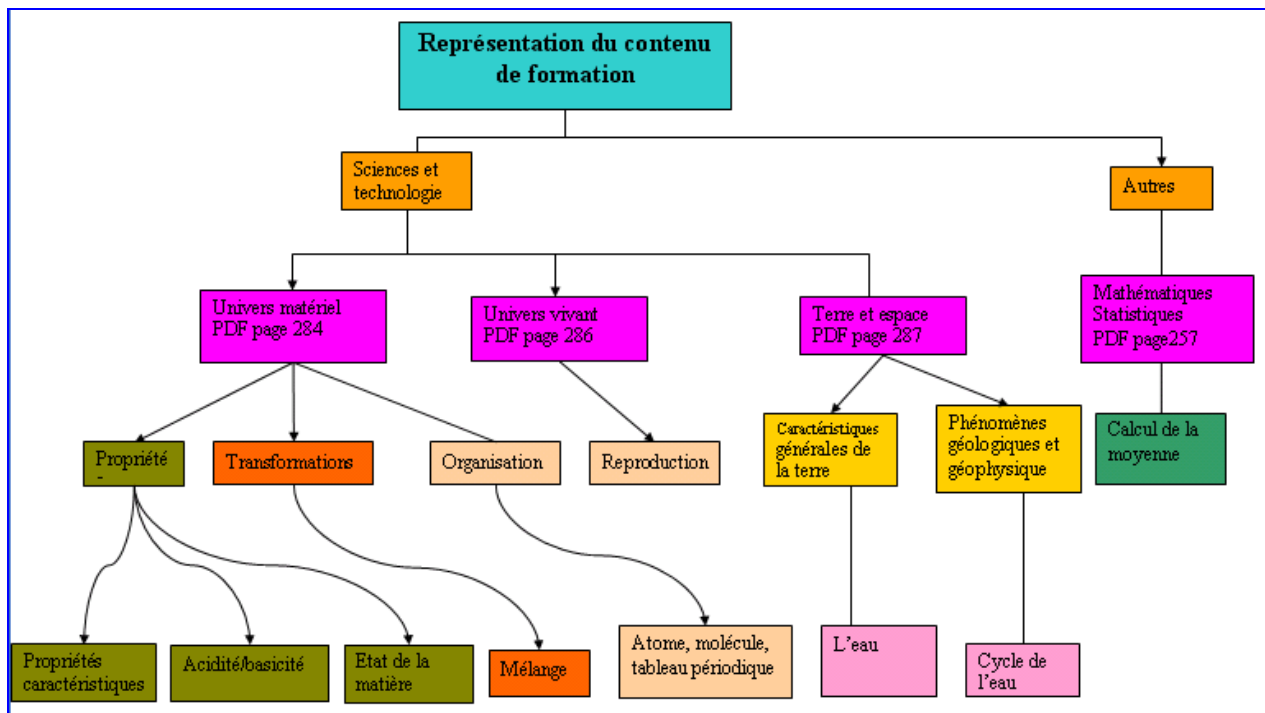 Représentation du contenu
de formation
Sciences et
technologie
Autres
Univers matériel
PDF page 284
Univers vivant
PDF page 286
Terre et espace
PDF page 287
Mathématiques
Statistiques
PDF page257
Propriété
-
Transformations
Organisation
Reproduction
Caractéristiques
générales de
la terre
Phénomènes
géologiques et
géophysique
Calcul de la
moyenne
Propriétés
caractéristiques
Acidité/basicité
Etat de la
matière
Mélange
Atome, molécule,
tableau périodique
L'eau
Cycle de
l'eau